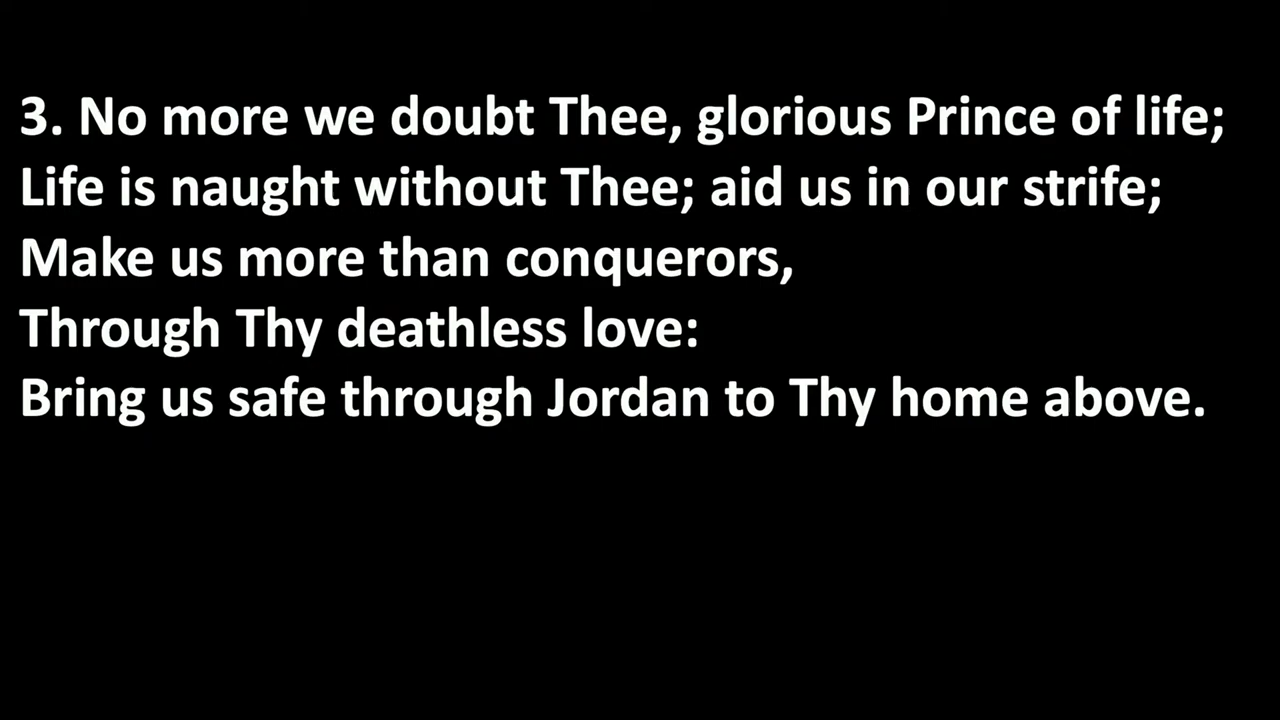 3. No more we doubt Thee, glorious Prince of life;
Life is naught without Thee; aid us in our strife;
Make us more than conquerors,
Through Thy deathless love:
Bring us safe through Jordan to Thy home above.